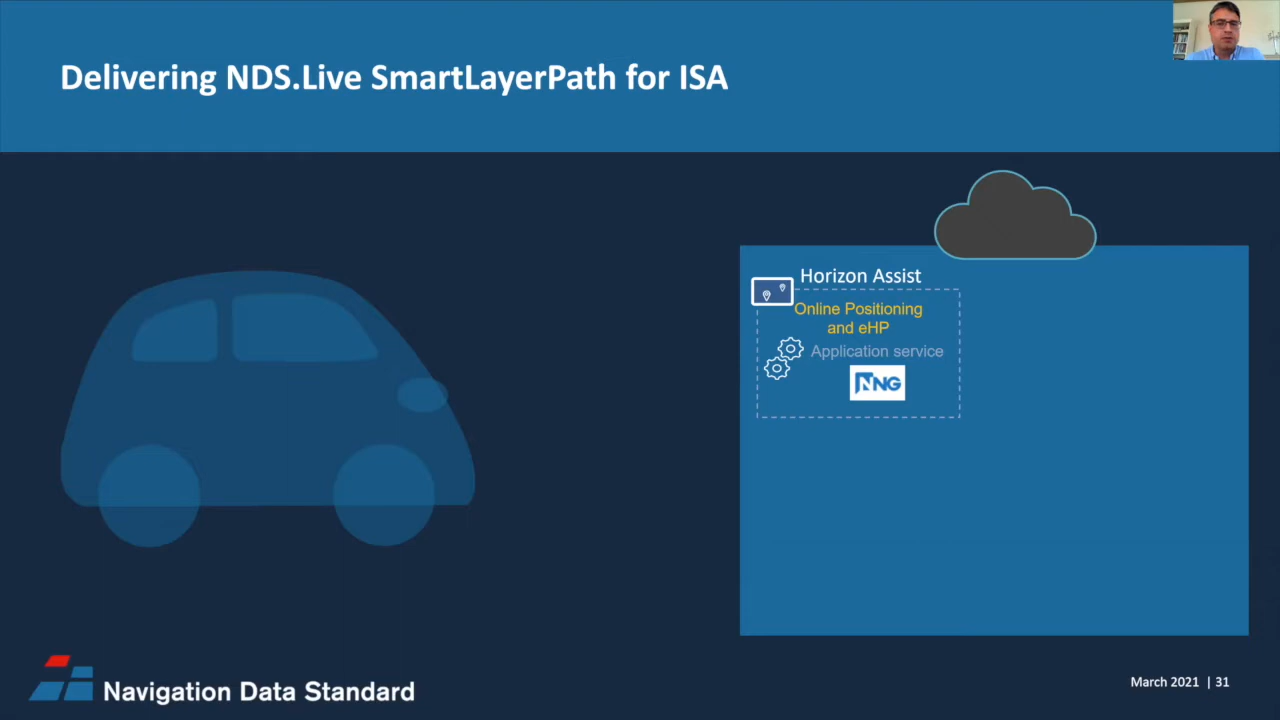 Delivering NDS.Live SmartLayerPath for ISA
Horizon Assist
Online Positioning
and eHP
Application service
NNG
Navigation Data Standard
March 2021 | 31